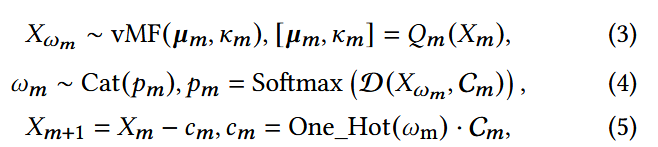 X_{ω_m} ∼ vMF(μ_m, κ_m), [μ_m, κ_m] = Q_m(X_m), (3)
ω_m ∼ Cat(p_m), p_m = Softmax (𝒟(X_{ω_m}, 𝒞_m)), (4)
X_{m+1} = X_m − c_m, c_m = One_Hot(ω_m) · 𝒞_m, (5)